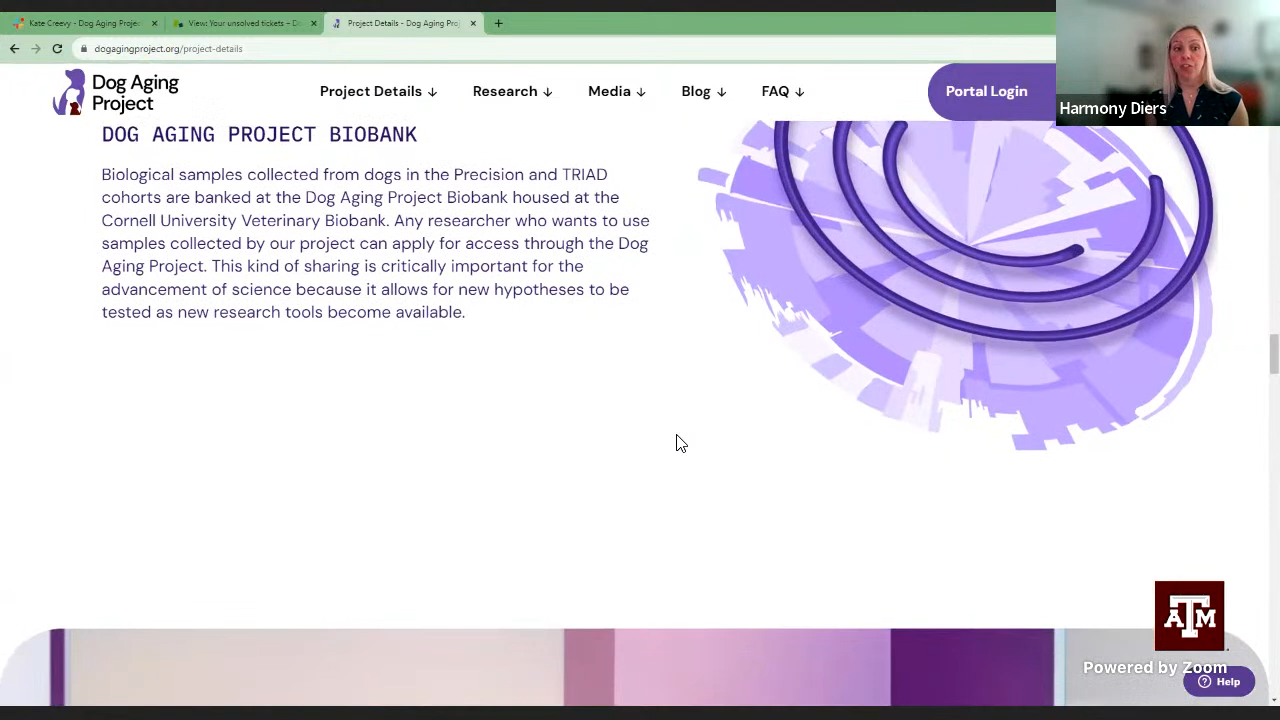 Kate Creevy - Dog Aging Projec
View: Your unsolved tickets – Di
Project Details - Dog Aging Proj
dogagingproject.org/project-details
Harmony Diers
Dog Aging
Project
Project Details ↓
Research ↓
Media ↓
Blog ↓
FAQ ↓
Portal Login
DOG AGING PROJECT BIOBANK
Biological samples collected from dogs in the Precision and TRIAD
cohorts are banked at the Dog Aging Project Biobank housed at the
Cornell University Veterinary Biobank. Any researcher who wants to use
samples collected by our project can apply for access through the Dog
Aging Project. This kind of sharing is critically important for the
advancement of science because it allows for new hypotheses to be
tested as new research tools become available.
ATM
Powered by Zoom
Help